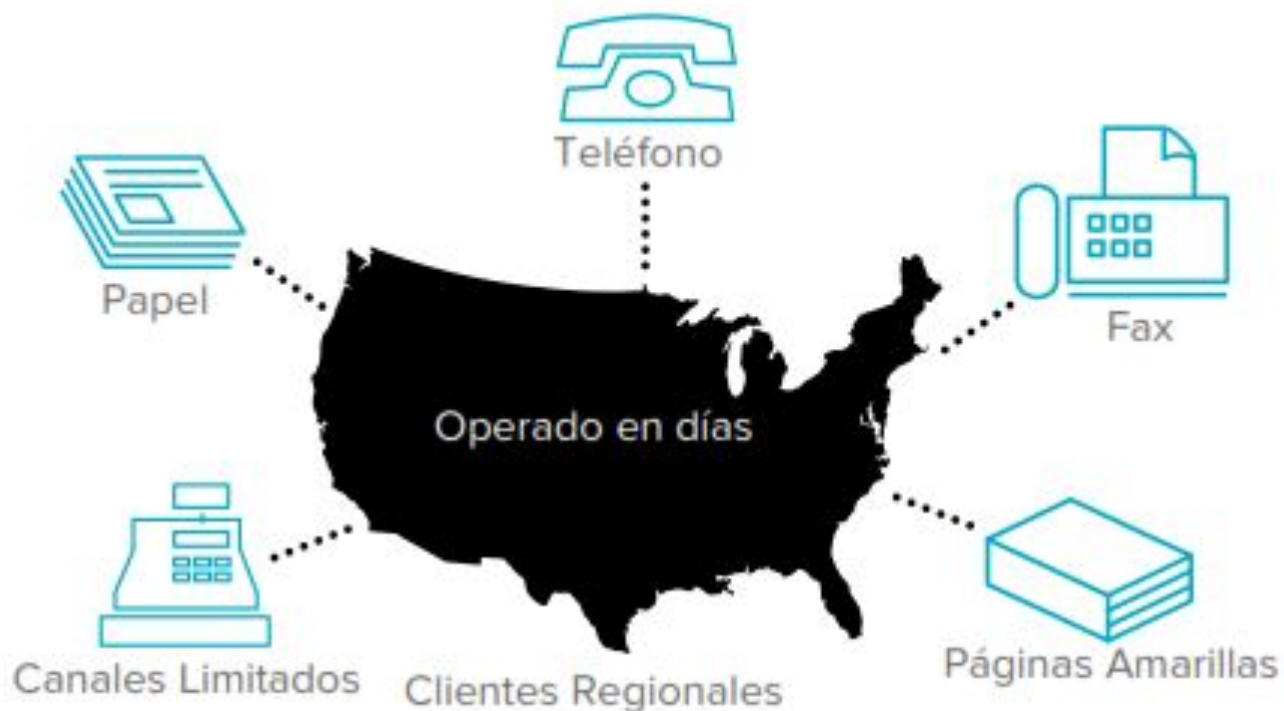 Teléfono
Papel
Fax
Operado en días
Canales Limitados
Clientes Regionales
Páginas Amarillas